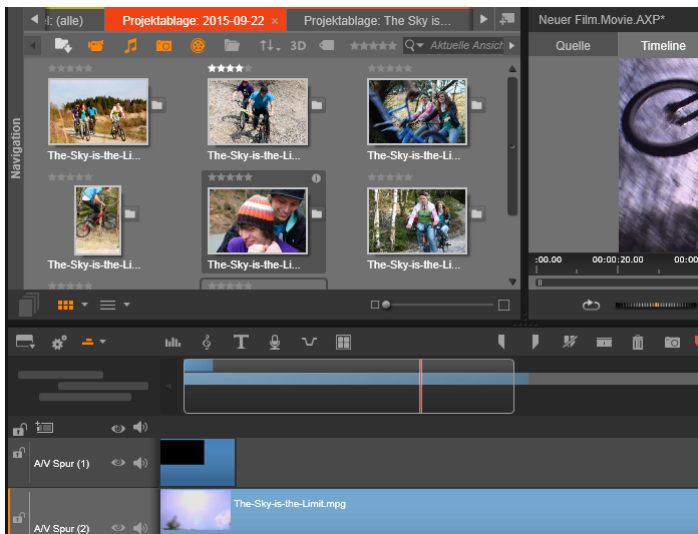 l: (alle)
Projektablage: 2015-09-22 ×
Projektablage: The Sky is...
Neuer Film.Movie.AXP*
3D
Aktuelle Ansich
Quelle
Timeline
Navigation
The-Sky-is-the-Li...
The-Sky-is-the-Li...
The-Sky-is-the-Li...
The-Sky-is-the-Li...
The-Sky-is-the-Li...
The-Sky-is-the-Li...
:00.00
00:00:20.00
00:00
A/V Spur (1)
The-Sky-is-the-Limit.mpg
A/V Spur (2)